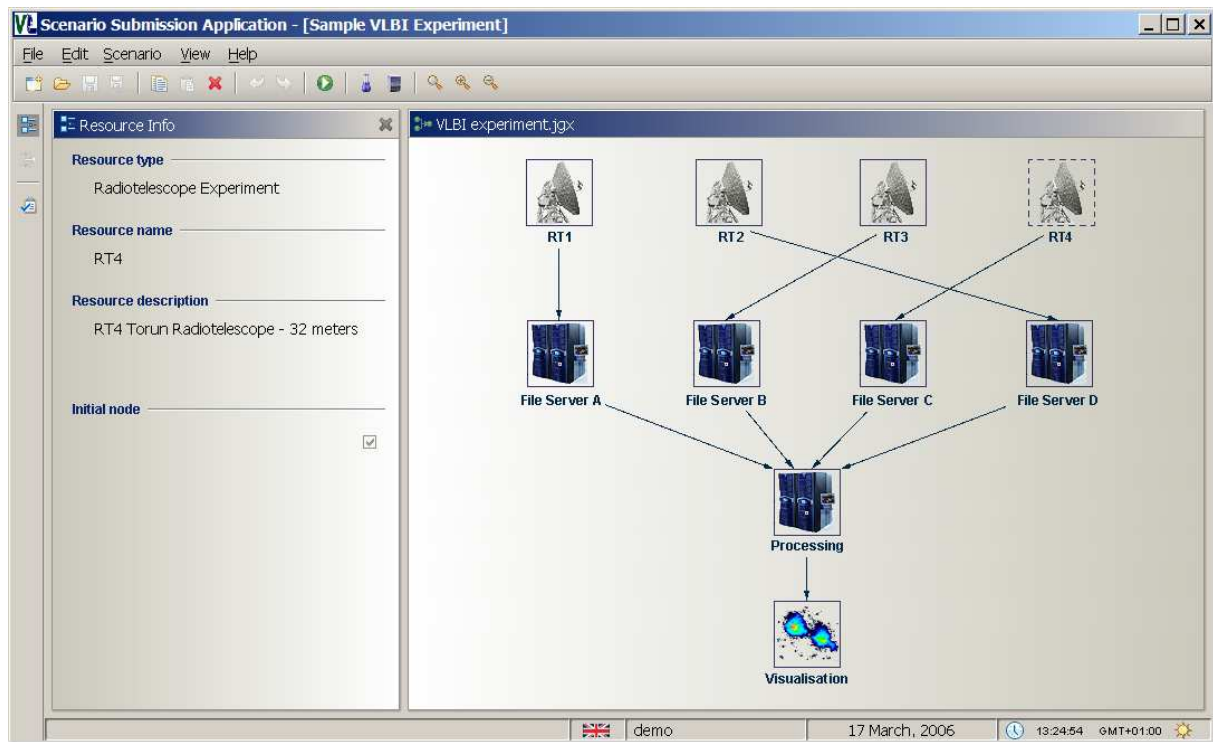 VL Scenario Submission Application - [Sample VLBI Experiment]
File Edit Scenario View Help
Resource Info
Resource type
Radiotelescope Experiment
Resource name
RT4
Resource description
RT4 Torun Radiotelescope - 32 meters
Initial node
VLBI experiment.jgx
RT1 RT2 RT3 RT4
File Server A File Server B File Server C File Server D
Processing
Visualisation
demo 17 March, 2006 13:24:54 GMT+01:00